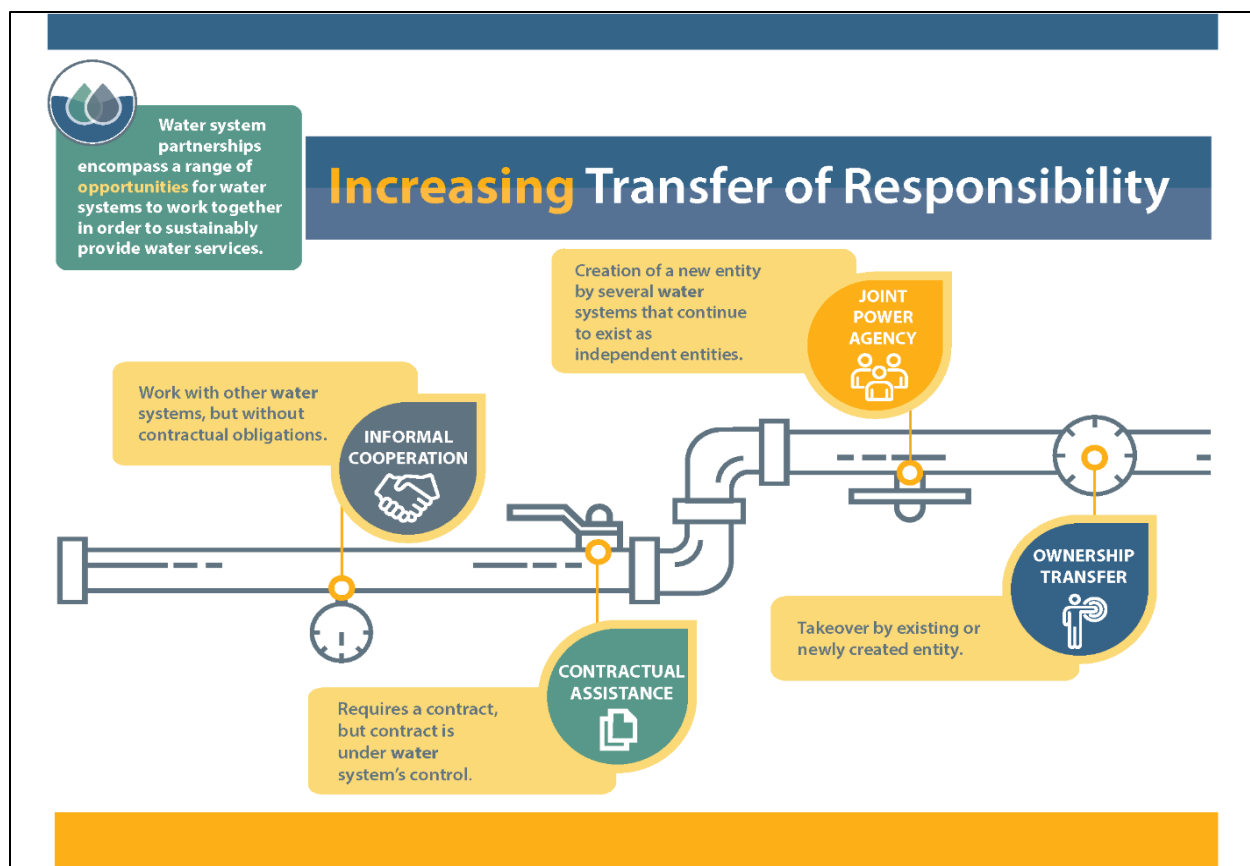 Water system
partnerships
encompass a range of
opportunities for water
systems to work together
in order to sustainably
provide water services.
Increasing Transfer of Responsibility
Work with other water
systems, but without
contractual obligations.
INFORMAL
COOPERATION
Requires a contract,
but contract is
under water
system’s control.
CONTRACTUAL
ASSISTANCE
Creation of a new entity
by several water
systems that continue
to exist as
independent entities.
JOINT
POWER
AGENCY
Takeover by existing or
newly created entity.
OWNERSHIP
TRANSFER